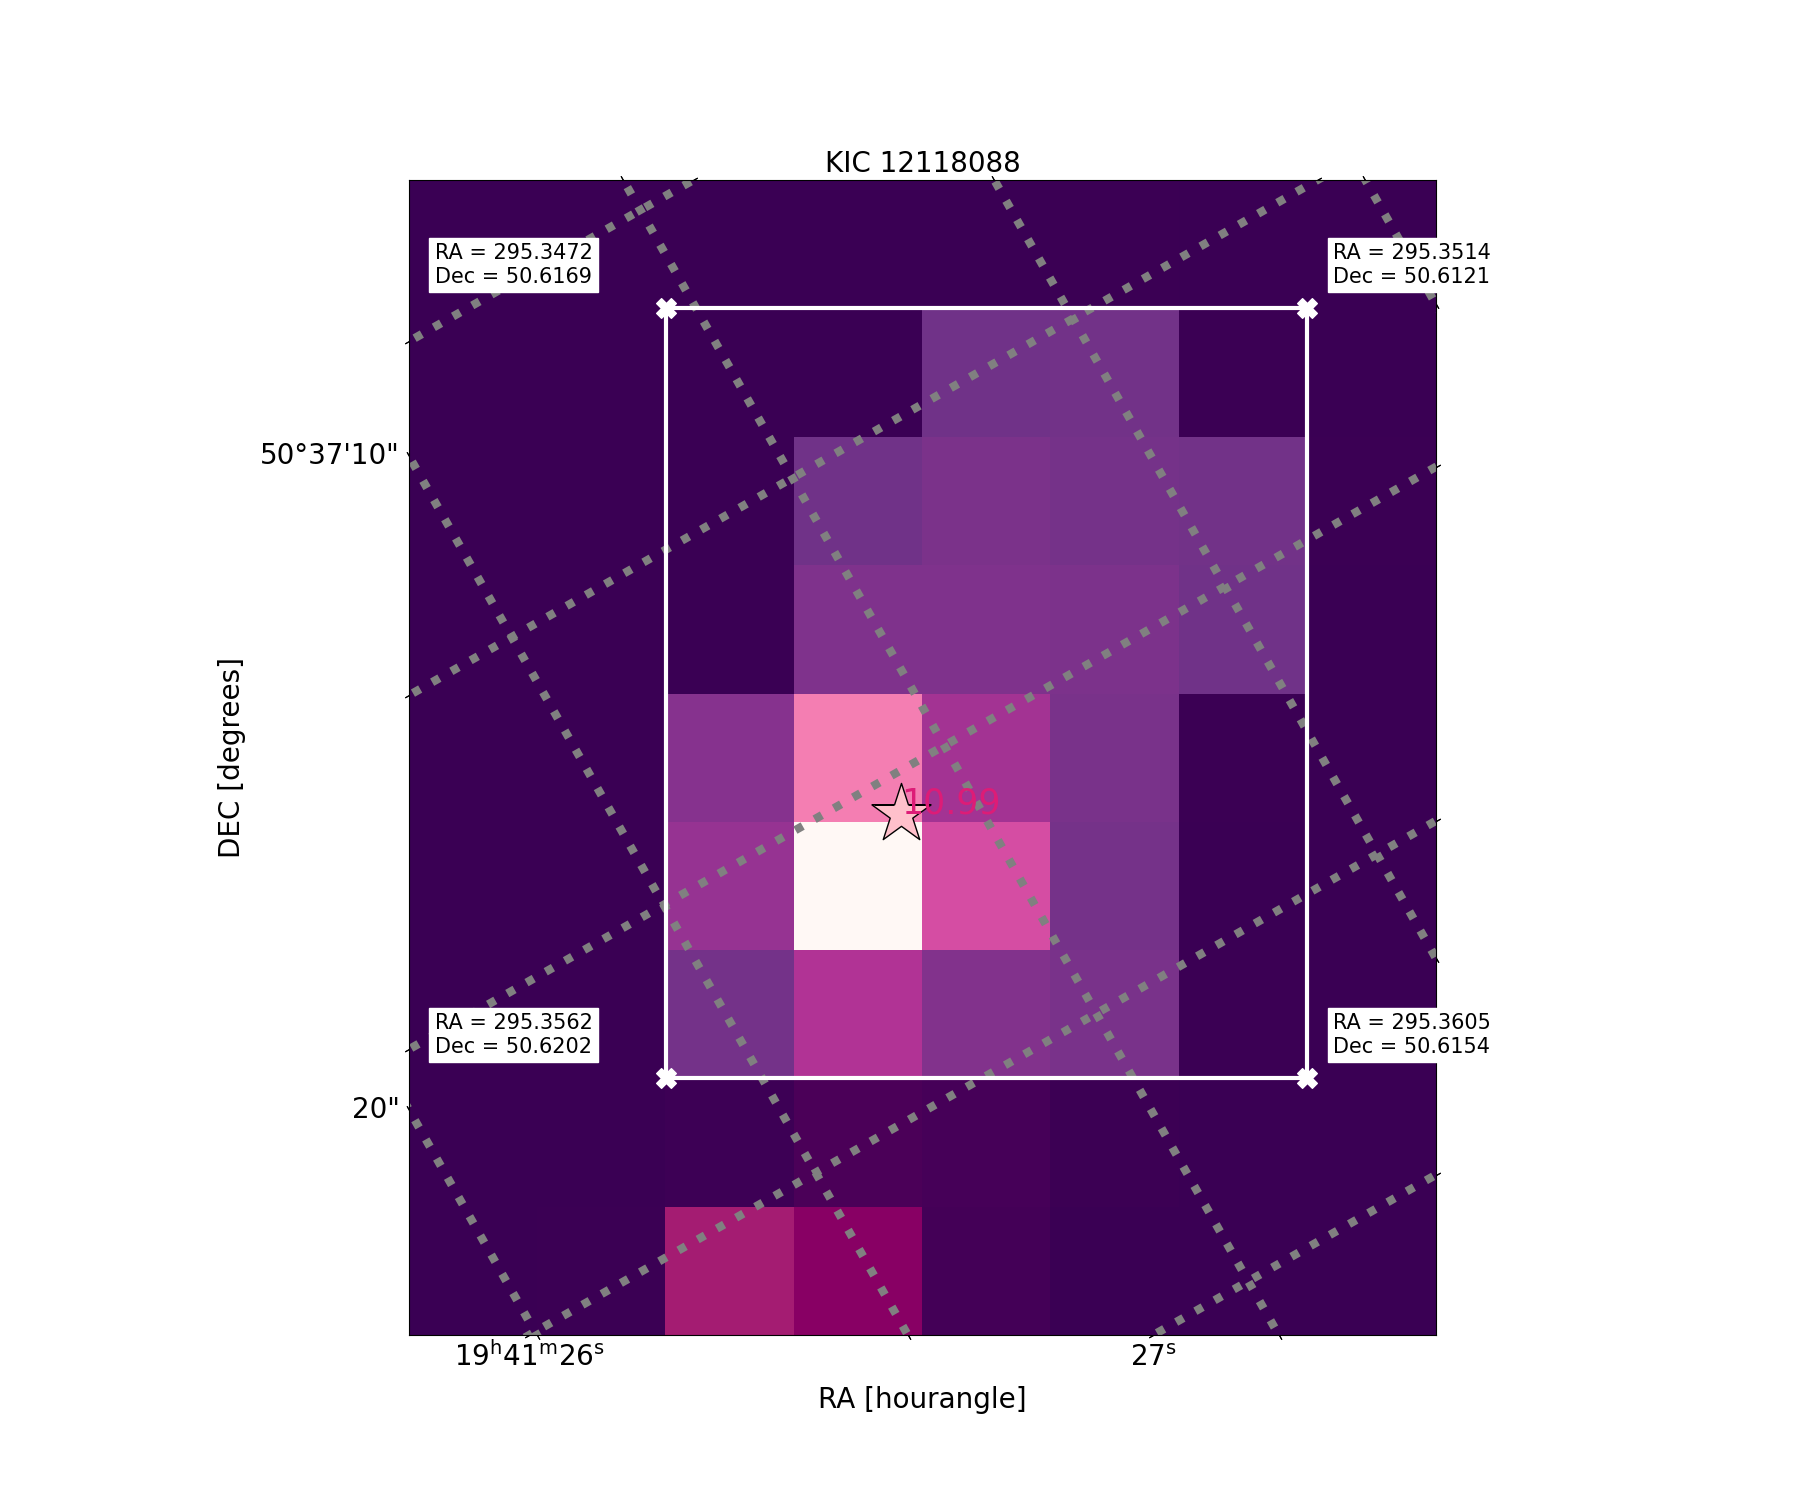 KIC 12118088
RA = 295.3472
Dec = 50.6169
RA = 295.3514
Dec = 50.6121
50°37'10"
10.99
DEC [degrees]
RA = 295.3562
Dec = 50.6202
RA = 295.3605
Dec = 50.6154
20"
19h41m26s
27s
RA [hourangle]